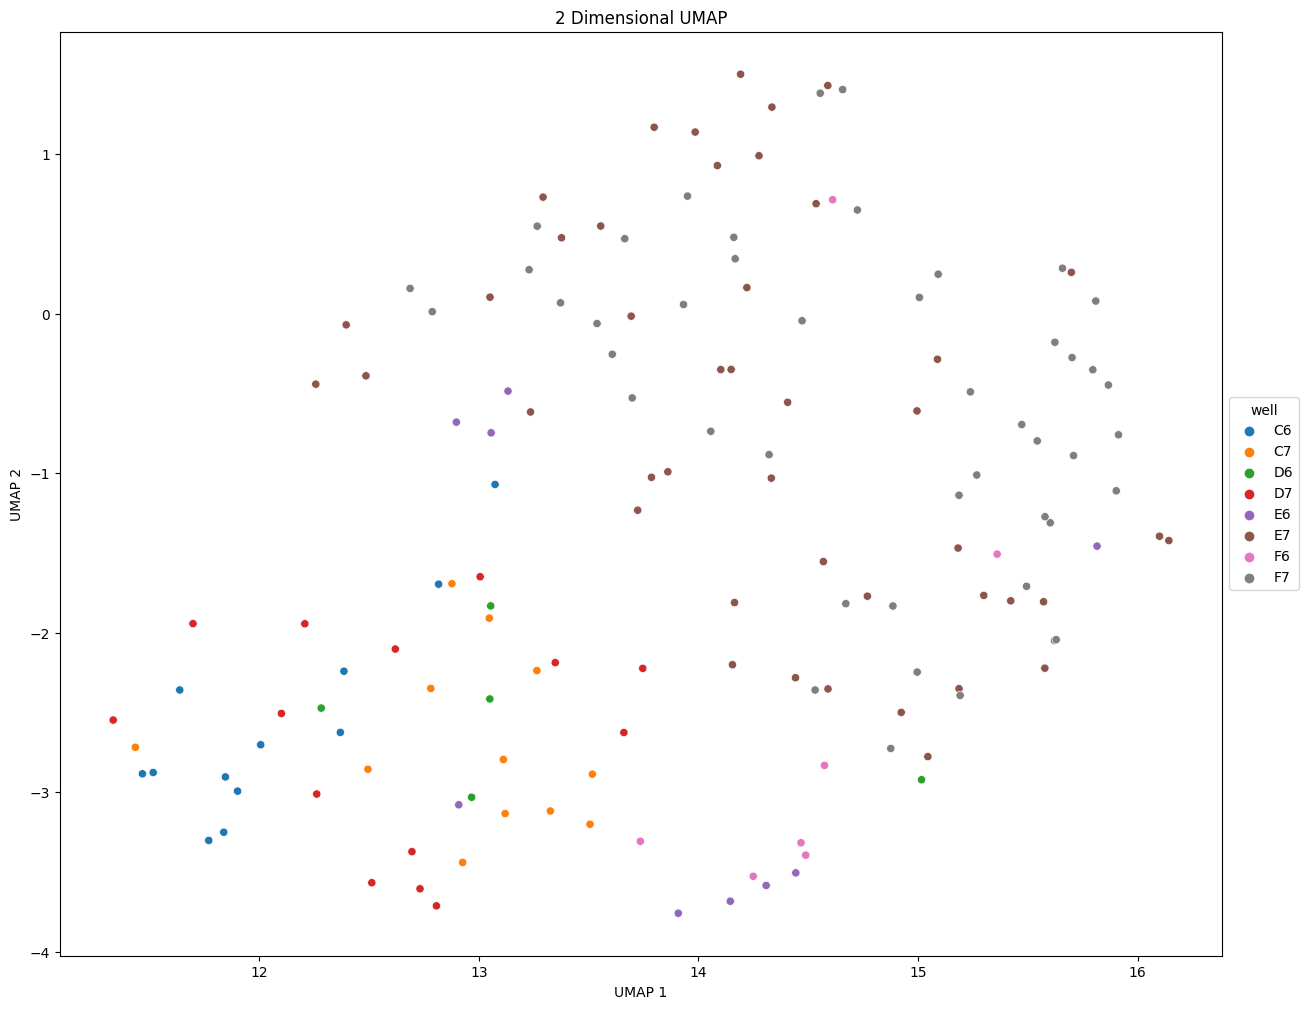 2 Dimensional UMAP
1
0
−1
−2
−3
−4
UMAP 2
12
13
14
15
16
UMAP 1
well
C6
C7
D6
D7
E6
E7
F6
F7